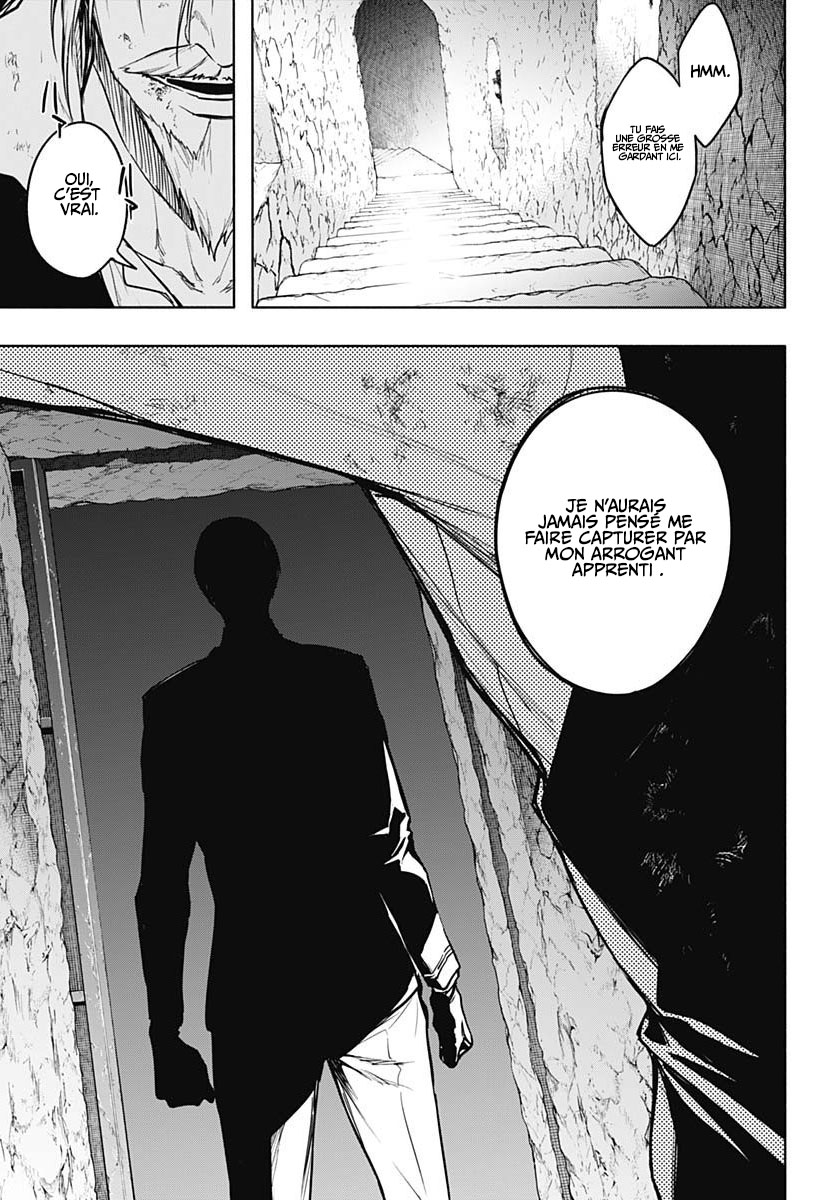 HMM.
TU FAIS
UNE GROSSE
ERREUR EN ME
GARDANT ICI.
OUI,
C'EST
VRAI.
JE N'AURAIS
JAMAIS PENSÉ ME
FAIRE CAPTURER PAR
MON ARROGANT
APPRENTI .